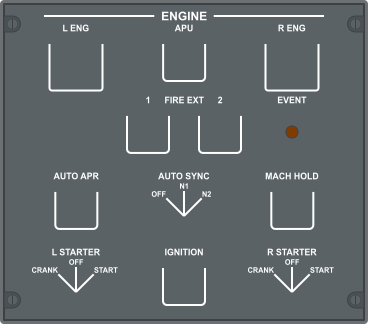 ENGINE
L ENG APU R ENG
1 FIRE EXT 2 EVENT
AUTO APR AUTO SYNC MACH HOLD
N1
OFF N2
L STARTER IGNITION R STARTER
OFF OFF
CRANK START CRANK START